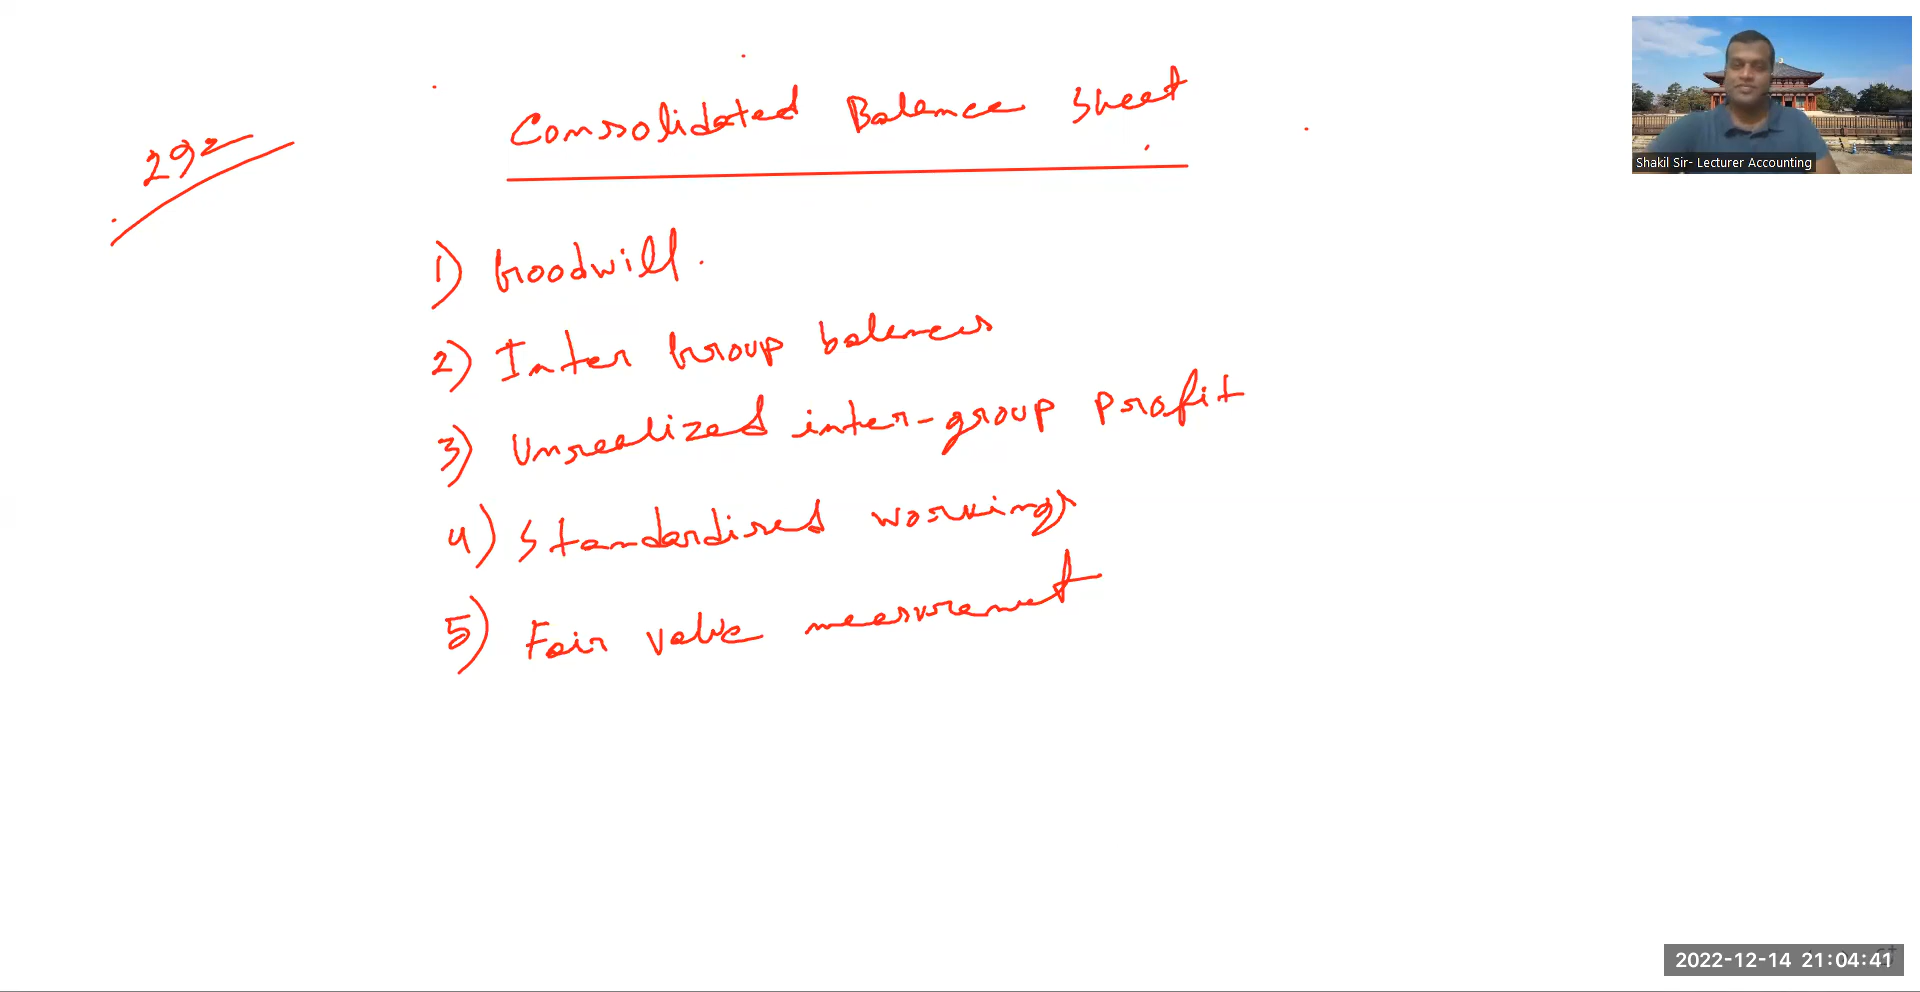 292
Consolidated Balance Sheet
1) Goodwill.
2) Inter Group balances
3) Unrealized inter-group profit
4) Standardised workings
5) Fair value measurement
Shakil Sir- Lecturer Accounting
2022-12-14 21:04:41